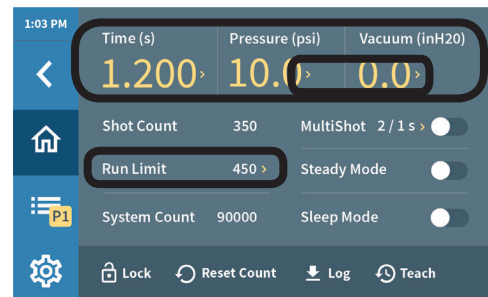 1:03 PM
Time (s) Pressure (psi) Vacuum (inH20)
1.200 › 10.0 › 0.0 ›
Shot Count 350 MultiShot 2 / 1 s ›
Run Limit 450 › Steady Mode
P1
System Count 90000 Sleep Mode
Lock Reset Count Log Teach